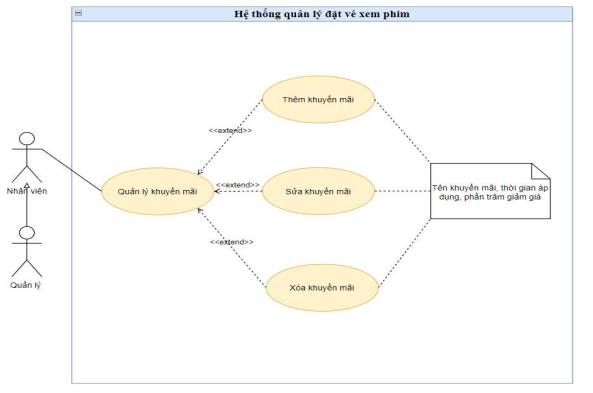 Hệ thống quản lý đặt vé xem phim
Thêm khuyến mãi
<<extend>>
Nhân viên
Quản lý khuyến mãi
<<extend>>
Sửa khuyến mãi
Tên khuyến mãi, thời gian áp
dụng, phần trăm giảm giá
<<extend>>
Quản lý
Xóa khuyến mãi